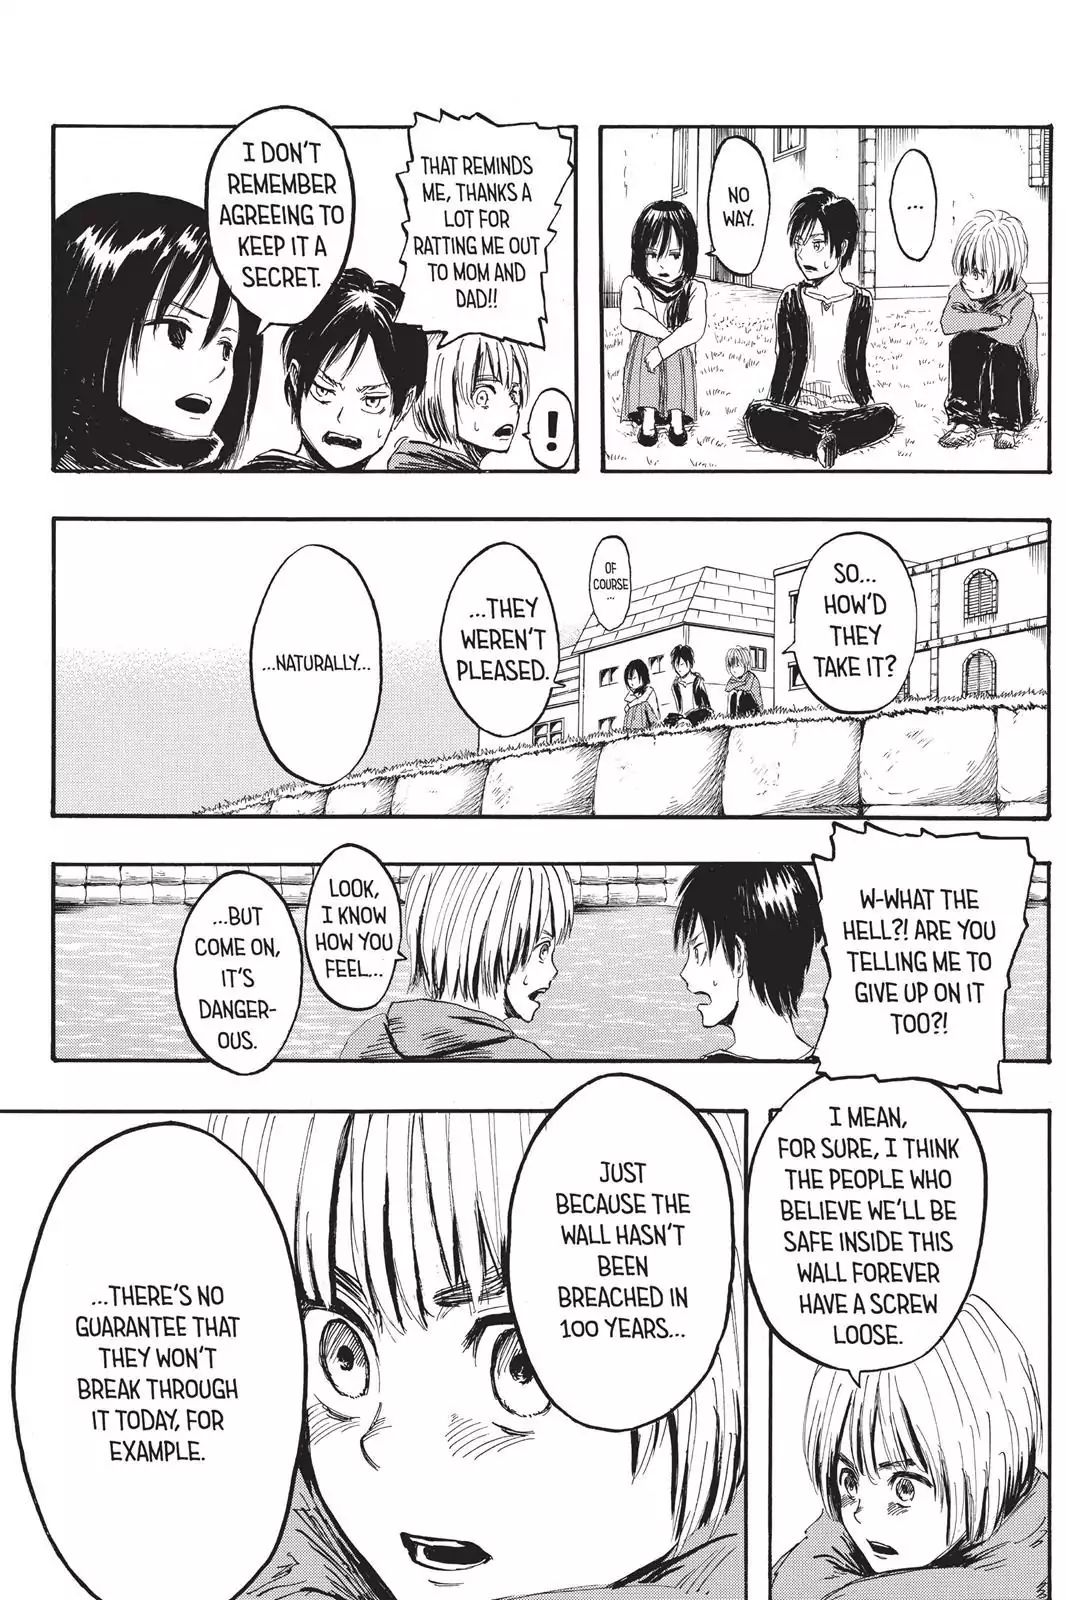 ...
NO
WAY.
THAT REMINDS
ME, THANKS A
LOT FOR
RATTING ME OUT
TO MOM AND
DAD!!
I DON'T
REMEMBER
AGREEING TO
KEEP IT A
SECRET.
!
SO...
HOW'D
THEY
TAKE IT?
OF
COURSE
...
...THEY
WEREN'T
PLEASED.
...NATURALLY...
W-WHAT THE
HELL?! ARE YOU
TELLING ME TO
GIVE UP ON IT
TOO?!
LOOK,
I KNOW
HOW YOU
FEEL...
...BUT
COME ON,
IT'S
DANGER-
OUS.
I MEAN,
FOR SURE, I THINK
THE PEOPLE WHO
BELIEVE WE'LL BE
SAFE INSIDE THIS
WALL FOREVER
HAVE A SCREW
LOOSE.
JUST
BECAUSE THE
WALL HASN'T
BEEN
BREACHED IN
100 YEARS...
...THERE'S NO
GUARANTEE THAT
THEY WON'T
BREAK THROUGH
IT TODAY, FOR
EXAMPLE.